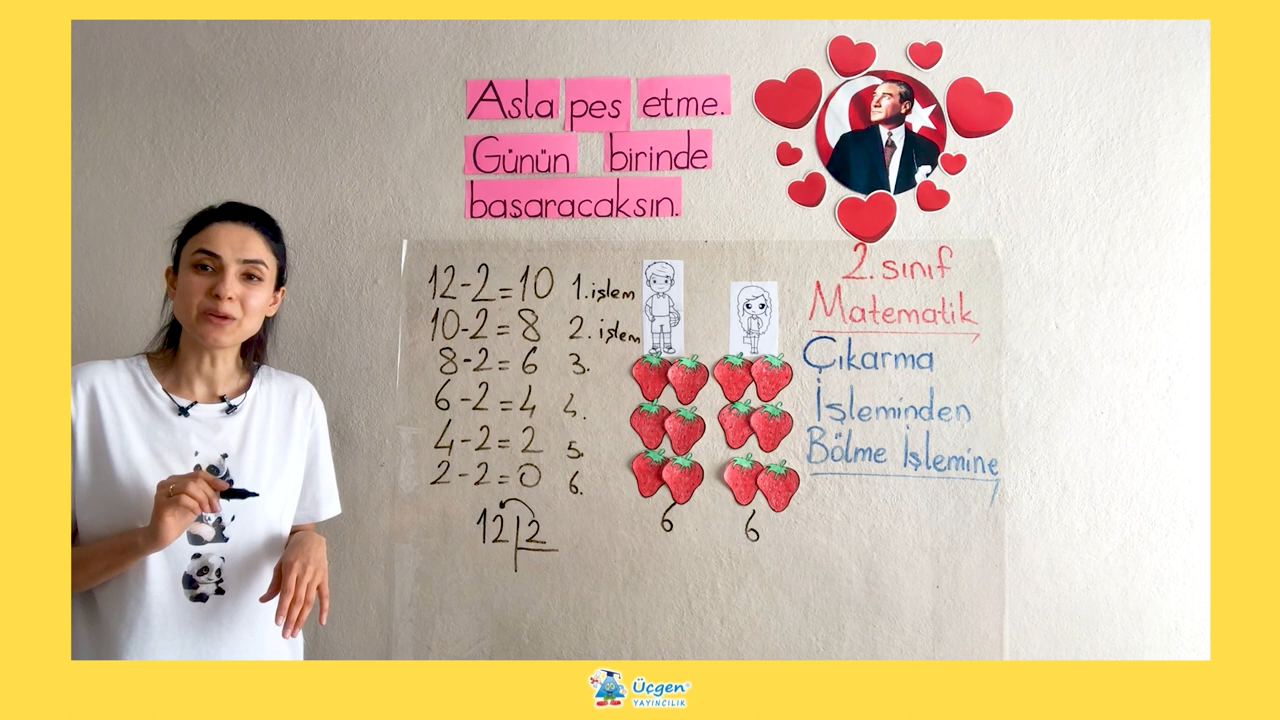 Asla pes etme.
Günün birinde
başaracaksın.
12-2=10 1.işlem
10-2=8 2. işlem
8-2=6 3.
6-2=4 4.
4-2=2 5.
2-2=0 6.
12 2
6 6
2. sınıf
Matematik
Çıkarma
İşleminden
Bölme İşlemine
Üçgen
YAYINCILIK